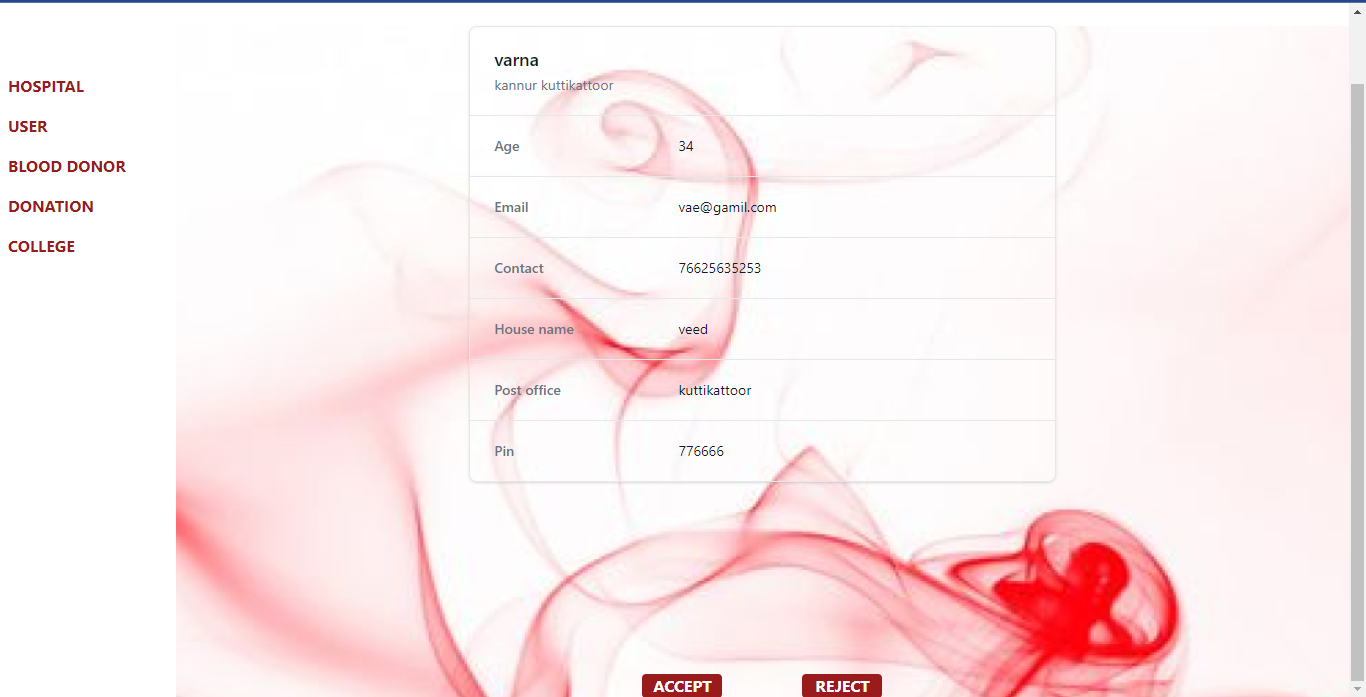 HOSPITAL
USER
BLOOD DONOR
DONATION
COLLEGE
varna
kannur kuttikattoor
Age 34
Email vae@gamil.com
Contact 76625635253
House name veed
Post office kuttikattoor
Pin 776666
ACCEPT REJECT